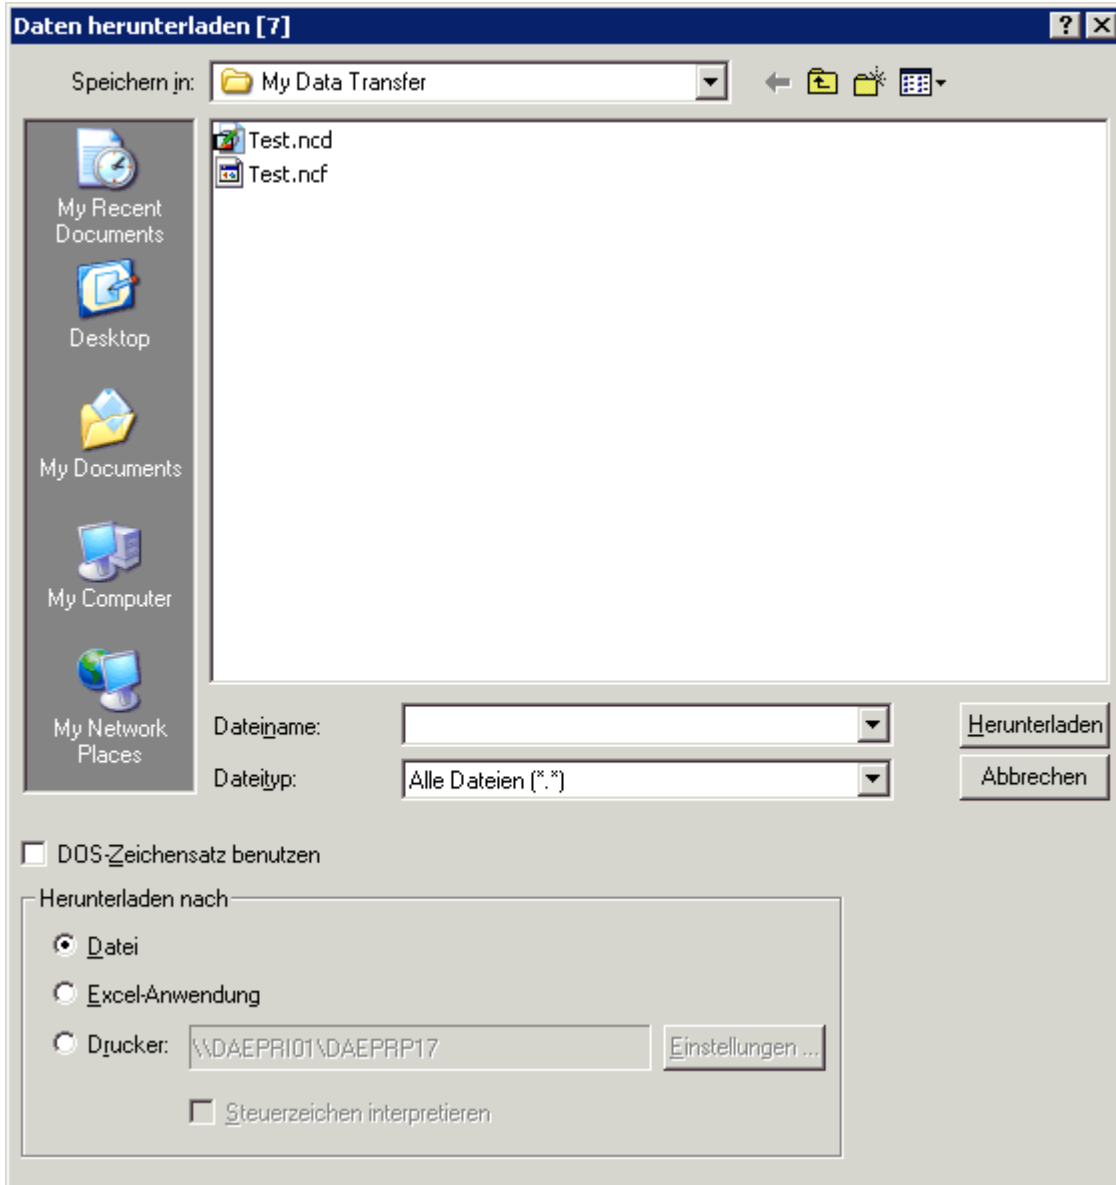 Daten herunterladen [7]
Speichern in:
My Data Transfer
Test.ncd
Test.ncf
My Recent
Documents
Desktop
My Documents
My Computer
My Network
Places
Dateiname:
Herunterladen
Dateityp:
Alle Dateien (*.*)
Abbrechen
DOS-Zeichensatz benutzen
Herunterladen nach
Datei
Excel-Anwendung
Drucker:
\\DAEPRI01\DAEPRP17
Einstellungen ...
Steuerzeichen interpretieren